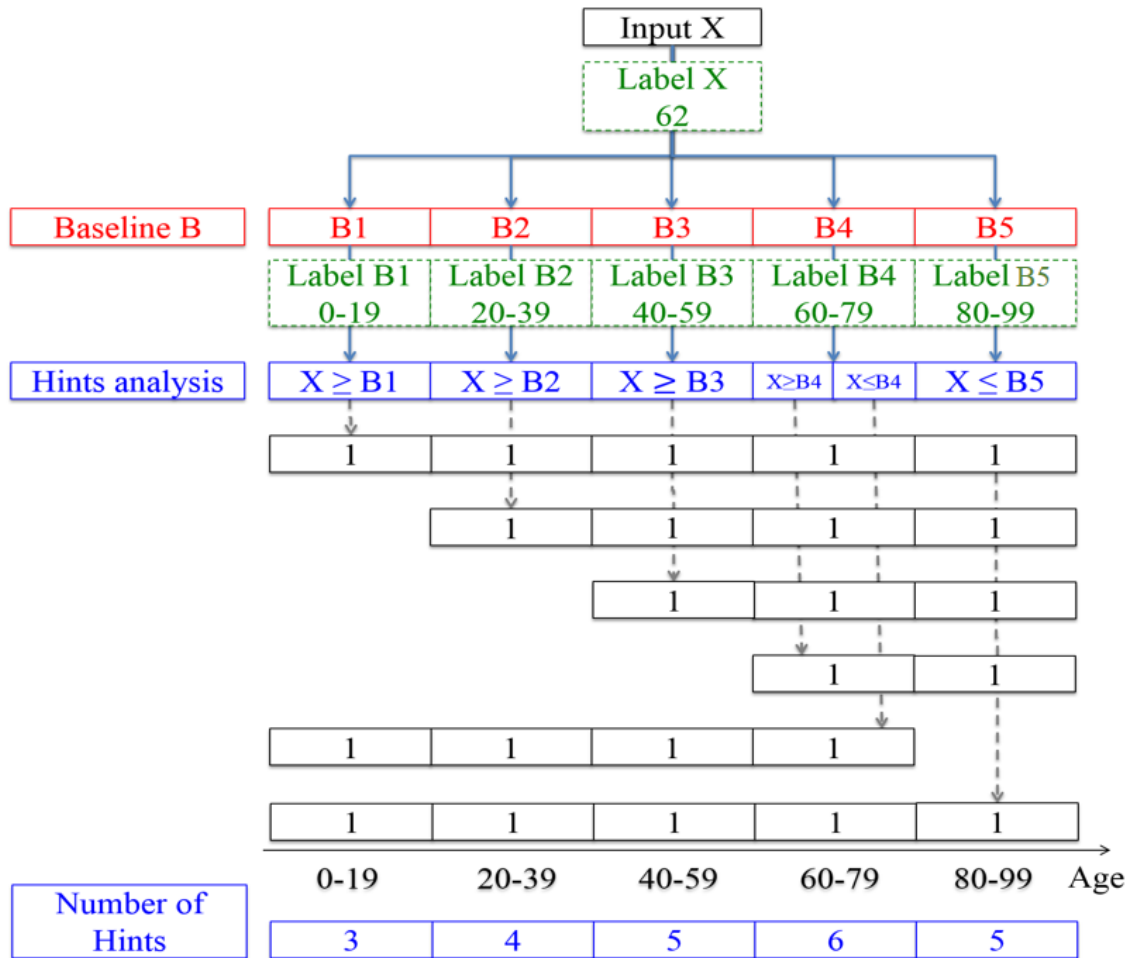 Input X
Label X
62
Baseline B B1 B2 B3 B4 B5
Label B1 Label B2 Label B3 Label B4 Label B5
0-19 20-39 40-59 60-79 80-99
Hints analysis X ≥ B1 X ≥ B2 X ≥ B3 X≥B4 X≤B4 X ≤ B5
1 1 1 1 1
1 1 1 1
1 1 1
1 1
1 1 1 1
1 1 1 1 1
0-19 20-39 40-59 60-79 80-99 Age
Number of
Hints 3 4 5 6 5